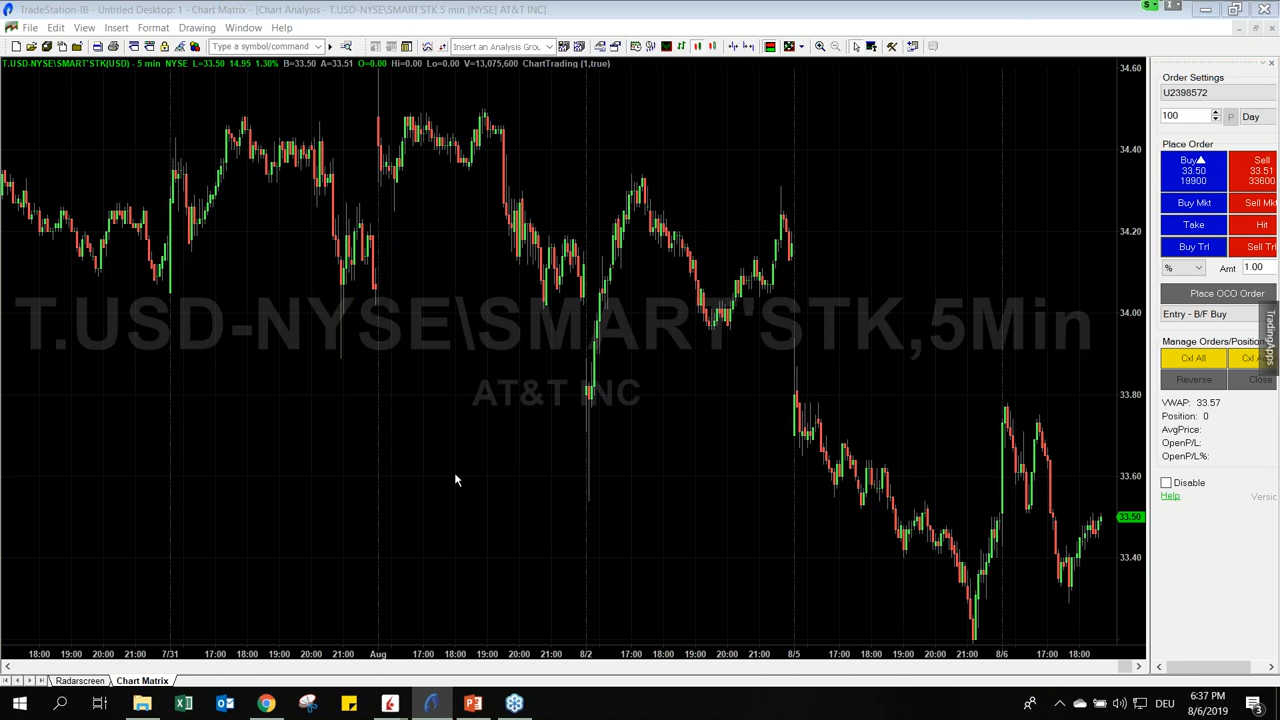 TradeStation-IB - Untitled Desktop: 1 - Chart Matrix - [Chart Analysis - T.USD-NYSE\SMART'STK 5 min [NYSE] AT&T INC]
File Edit View Insert Format Drawing Window Help
Type a symbol/command
Insert an Analysis Grou
T.USD-NYSE\SMART'STK(USD) - 5 min NYSE L=33.50 14.95 1.30% B=33.50 A=33.51 O=0.00 Hi=0.00 Lo=0.00 V=13,075,600 ChartTrading (1,true)
34.60
34.40
34.20
34.00
33.80
33.60
33.50
33.40
T.USD-NYSE\SMART'STK,5Min
AT&T INC
18:00 19:00 20:00 21:00 7/31 17:00 18:00 19:00 20:00 21:00 Aug 17:00 18:00 19:00 20:00 21:00 8/2 17:00 18:00 19:00 20:00 21:00 8/5 17:00 18:00 19:00 20:00 21:00 8/6 17:00 18:00
Order Settings
U2398572
100 P Day
Place Order
Buy Sell
33.50 33.51
19900 33600
Buy Mkt Sell Mkt
Take Hit
Buy Trl Sell Trl
% Amt 1.00
Place OCO Order
Entry - B/F Buy
TradingApps
Manage Orders/Position
Cxl All Cxl A
Reverse Close
VWAP: 33.57
Position: 0
AvgPrice:
OpenP/L:
OpenP/L%:
Disable
Help Versic
Radarscreen Chart Matrix
DEU
6:37 PM
8/6/2019
3